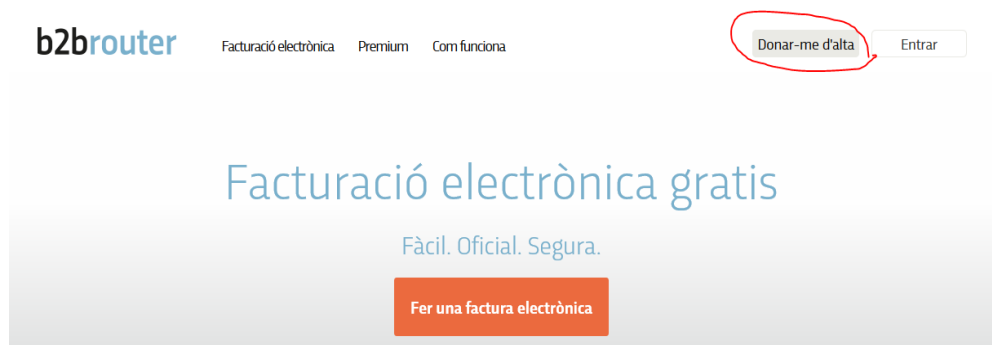 b2brouter Facturació electrònica Premium Com funciona Donar-me d'alta Entrar
Facturació electrònica gratis
Fàcil. Oficial. Segura.
Fer una factura electrònica